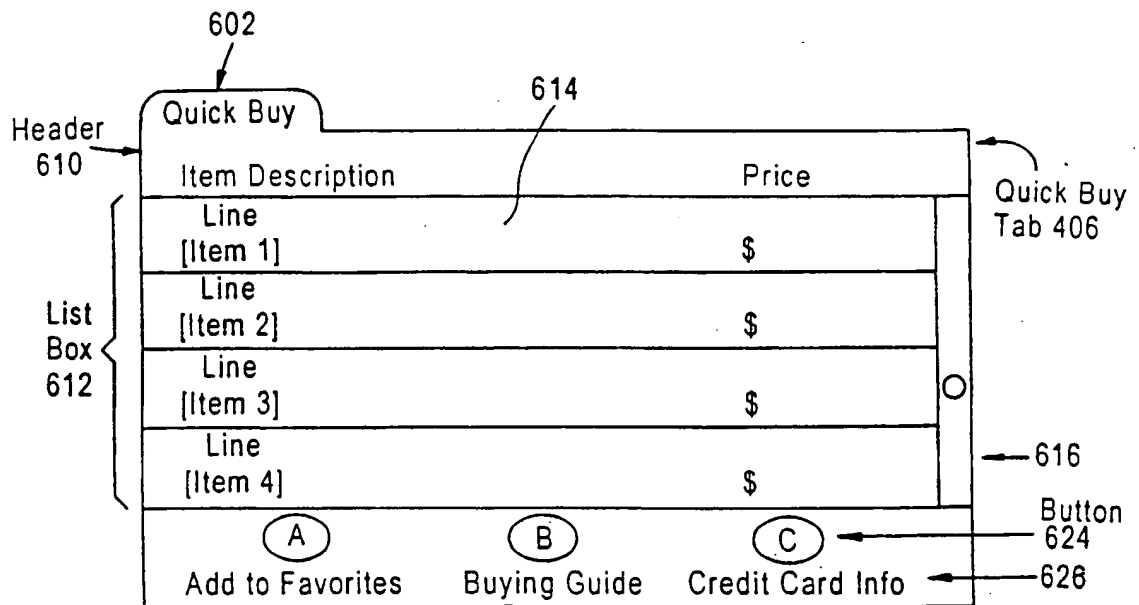 602
Quick Buy
614
Header
610
Item Description Price
Quick Buy
Tab 406
Line
[Item 1] $
Line
[Item 2] $
List
Box
612
Line
[Item 3] $
Line
[Item 4] $
616
Button
624
A B C
Add to Favorites Buying Guide Credit Card Info
626